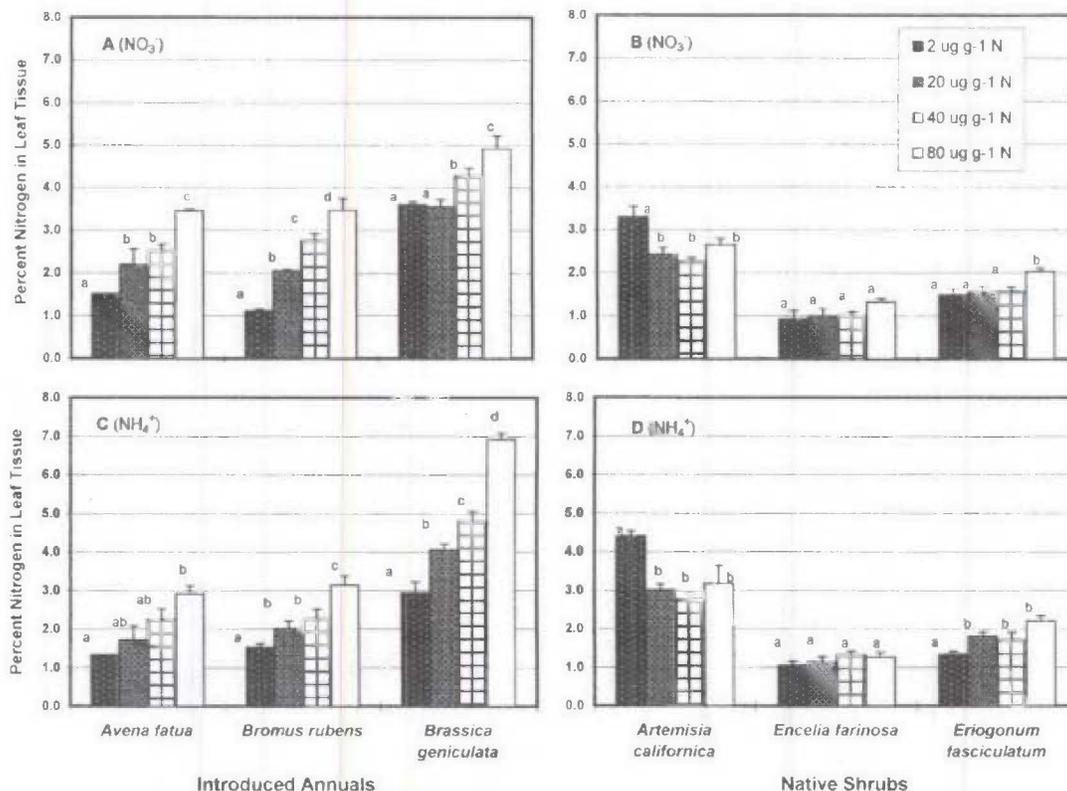 Percent Nitrogen in Leaf Tissue
8.0
7.0
6.0
5.0
4.0
3.0
2.0
1.0
0.0
A (NO3-)
a b b c
a b c d
a a b c
B (NO3-)
8.0
7.0
6.0
5.0
4.0
3.0
2.0
1.0
0.0
2 ug g-1 N
20 ug g-1 N
40 ug g-1 N
80 ug g-1 N
a b b b
a a a a
a a a b
Percent Nitrogen in Leaf Tissue
8.0
7.0
6.0
5.0
4.0
3.0
2.0
1.0
0.0
C (NH4+)
a ab ab b
a b b c
a b c d
D (NH4+)
8.0
7.0
6.0
5.0
4.0
3.0
2.0
1.0
0.0
b b b
a a a a
a b b b
Avena fatua
Bromus rubens
Brassica
geniculata
Artemisia
californica
Encelia farinosa
Eriogonum
fasciculatum
Introduced Annuals
Native Shrubs